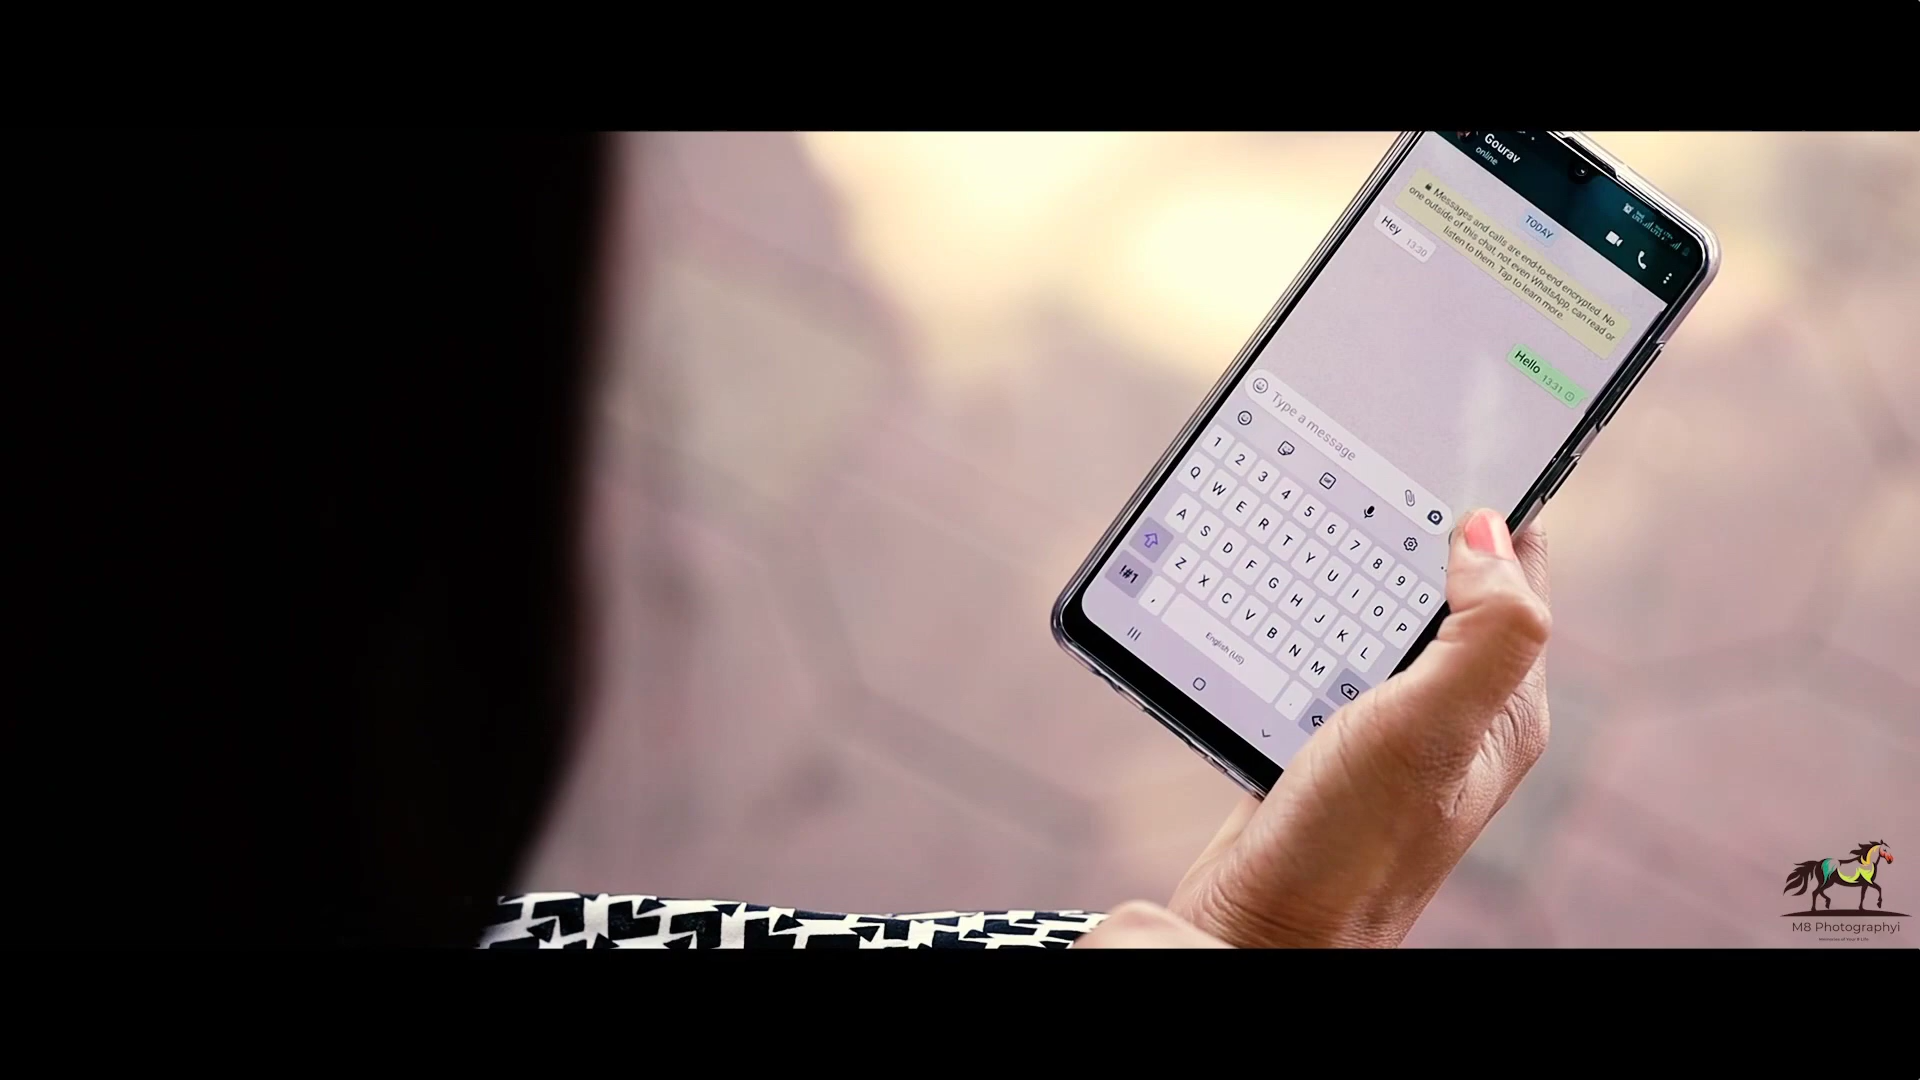 Gourav
online
TODAY
Messages and calls are end-to-end encrypted. No
one outside of this chat, not even WhatsApp, can read or
listen to them. Tap to learn more.
Hey 13:30
Hello 13:31
Type a message
GIF
1 2 3 4 5 6 7 8 9 0
Q W E R T Y U I O P
A S D F G H J K L
Z X C V B N M
!#1 , English (US) .
M8 Photographyi